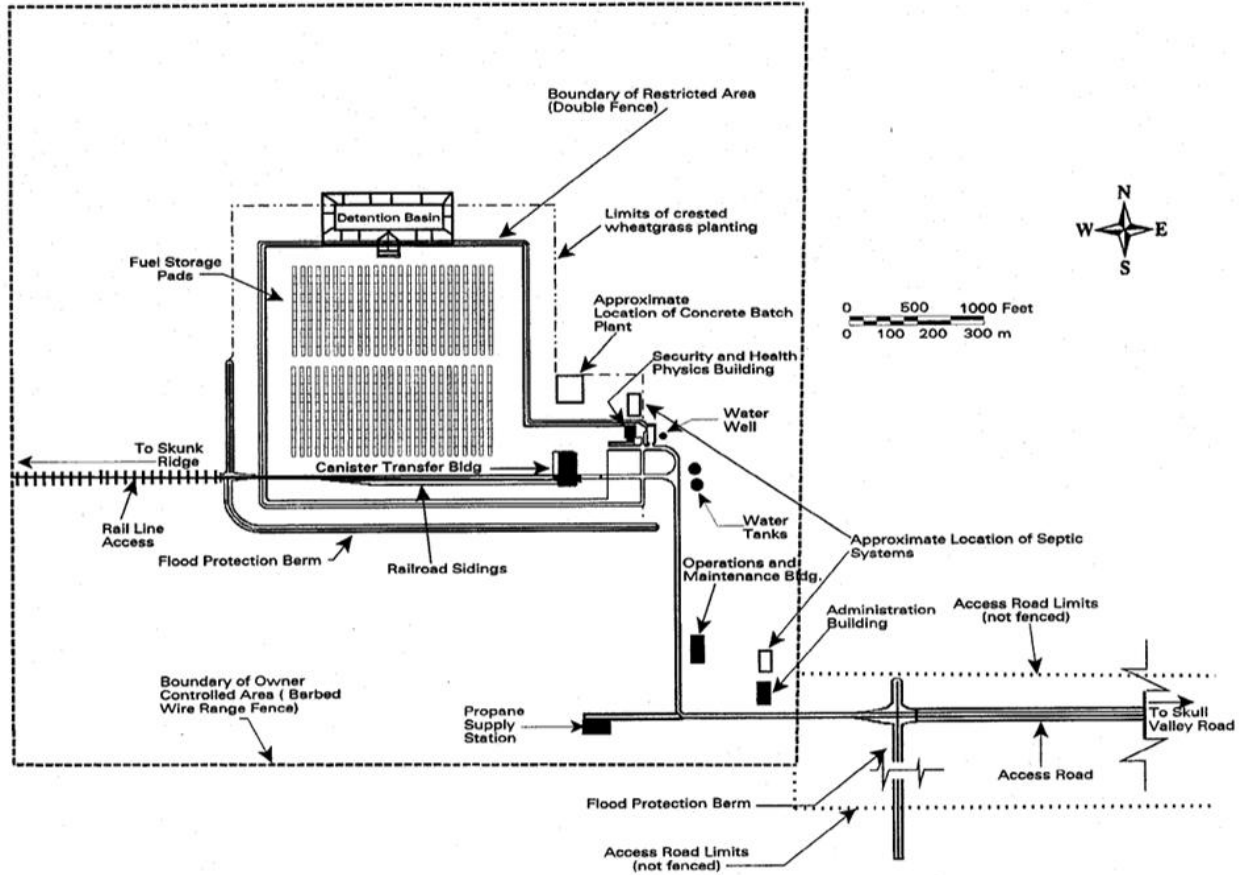 Boundary of Restricted Area
(Double Fence)
Detention Basin
Limits of crested
wheatgrass planting
N
W
E
S
Fuel Storage
Pads
Approximate
Location of Concrete Batch
Plant
0 500 1000 Feet
0 100 200 300 m
Security and Health
Physics Building
Water
Well
To Skunk
Ridge
Canister Transfer Bldg
Rail Line
Access
Water
Tanks
Flood Protection Berm
Railroad Sidings
Approximate Location of Septic
Systems
Operations and
Maintenance Bldg.
Administration
Building
Access Road Limits
(not fenced)
Boundary of Owner
Controlled Area ( Barbed
Wire Range Fence)
Propane
Supply
Station
To Skull
Valley Road
Access Road
Flood Protection Berm
Access Road Limits
(not fenced)